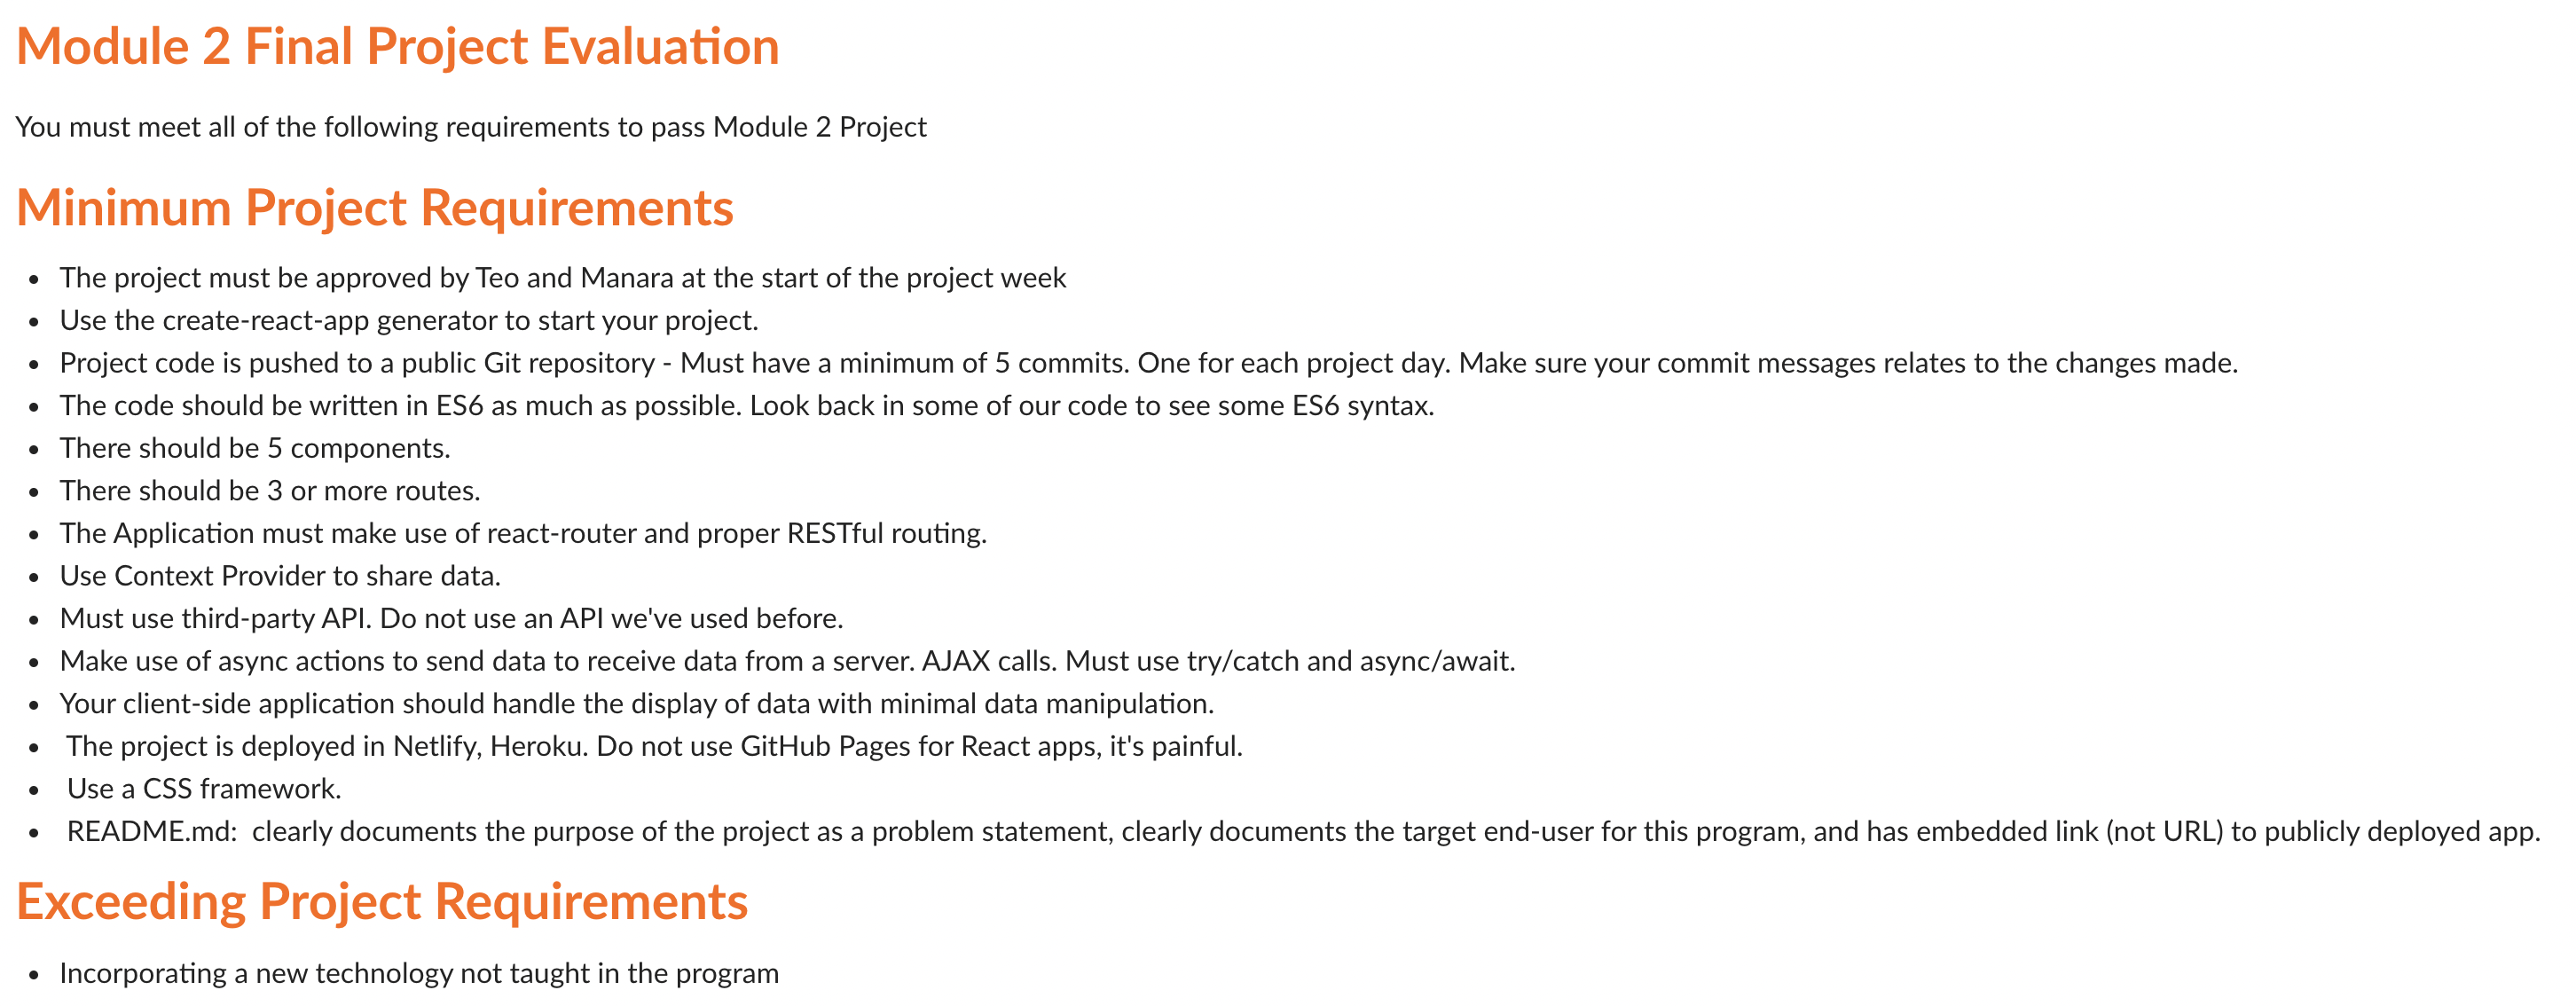 Module 2 Final Project Evaluation
You must meet all of the following requirements to pass Module 2 Project
Minimum Project Requirements
• The project must be approved by Teo and Manara at the start of the project week
• Use the create-react-app generator to start your project.
• Project code is pushed to a public Git repository - Must have a minimum of 5 commits. One for each project day. Make sure your commit messages relates to the changes made.
• The code should be written in ES6 as much as possible. Look back in some of our code to see some ES6 syntax.
• There should be 5 components.
• There should be 3 or more routes.
• The Application must make use of react-router and proper RESTful routing.
• Use Context Provider to share data.
• Must use third-party API. Do not use an API we've used before.
• Make use of async actions to send data to receive data from a server. AJAX calls. Must use try/catch and async/await.
• Your client-side application should handle the display of data with minimal data manipulation.
• The project is deployed in Netlify, Heroku. Do not use GitHub Pages for React apps, it's painful.
• Use a CSS framework.
• README.md: clearly documents the purpose of the project as a problem statement, clearly documents the target end-user for this program, and has embedded link (not URL) to publicly deployed app.
Exceeding Project Requirements
• Incorporating a new technology not taught in the program